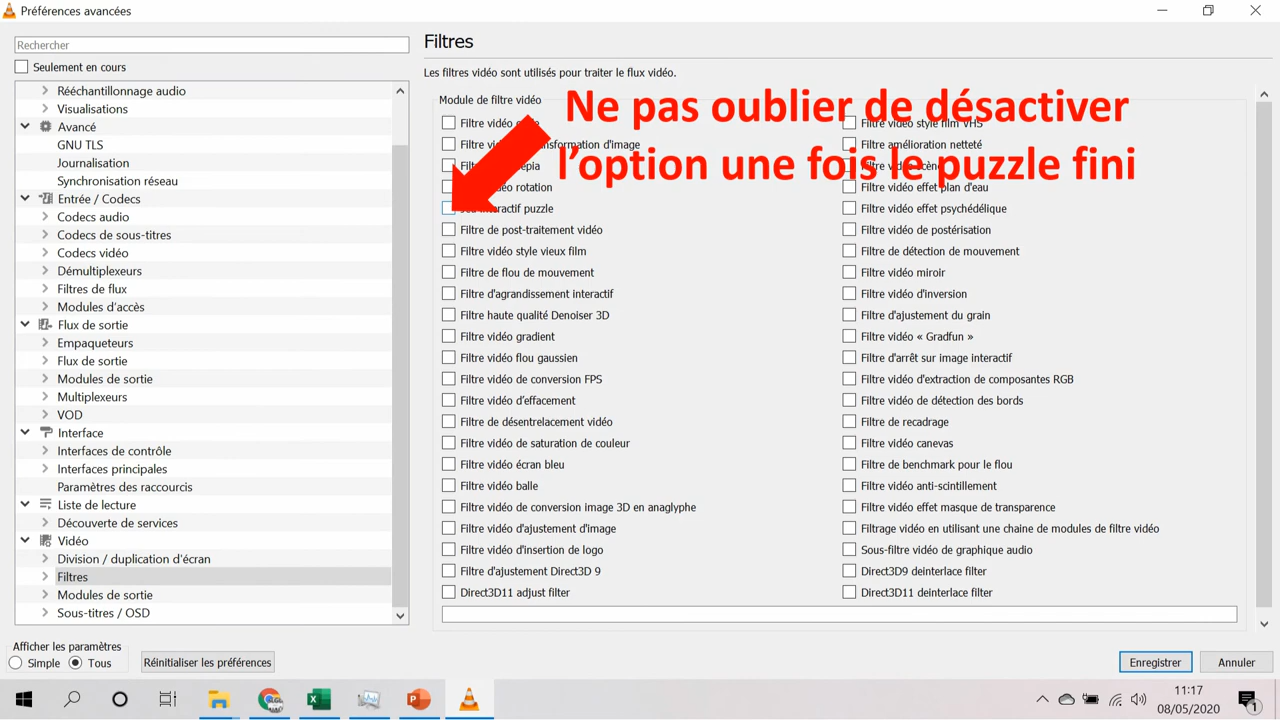 Préférences avancées
Rechercher
Seulement en cours
Rééchantillonnage audio
Visualisations
Avancé
GNU TLS
Journalisation
Synchronisation réseau
Entrée / Codecs
Codecs audio
Codecs de sous-titres
Codecs vidéo
Démultiplexeurs
Filtres de flux
Modules d'accès
Flux de sortie
Empaqueteurs
Flux de sortie
Modules de sortie
Multiplexeurs
VOD
Interface
Interfaces de contrôle
Interfaces principales
Paramètres des raccourcis
Liste de lecture
Découverte de services
Vidéo
Division / duplication d'écran
Filtres
Modules de sortie
Sous-titres / OSD
Afficher les paramètres
Simple
Tous
Réinitialiser les préférences
Filtres
Les filtres vidéo sont utilisés pour traiter le flux vidéo.
Module de filtre vidéo
Ne pas oublier de désactiver
l'option une fois le puzzle fini
Filtre vidéo
d'image
rotation
puzzle
Filtre de post-traitement vidéo
Filtre vidéo style vieux film
Filtre de flou de mouvement
Filtre d'agrandissement interactif
Filtre haute qualité Denoiser 3D
Filtre vidéo gradient
Filtre vidéo flou gaussien
Filtre vidéo de conversion FPS
Filtre vidéo d'effacement
Filtre de désentrelacement vidéo
Filtre vidéo de saturation de couleur
Filtre vidéo écran bleu
Filtre vidéo balle
Filtre vidéo de conversion image 3D en anaglyphe
Filtre vidéo d'ajustement d'image
Filtre vidéo d'insertion de logo
Filtre d'ajustement Direct3D 9
Direct3D11 adjust filter
Filtre vidéo style film VHS
Filtre amélioration netteté
Filtre vidéo scène
Filtre vidéo effet plan d'eau
Filtre vidéo effet psychédélique
Filtre vidéo de postérisation
Filtre de détection de mouvement
Filtre vidéo miroir
Filtre vidéo d'inversion
Filtre d'ajustement du grain
Filtre vidéo « Gradfun »
Filtre d'arrêt sur image interactif
Filtre vidéo d'extraction de composantes RGB
Filtre vidéo de détection des bords
Filtre de recadrage
Filtre vidéo canevas
Filtre de benchmark pour le flou
Filtre vidéo anti-scintillement
Filtre vidéo effet masque de transparence
Filtrage vidéo en utilisant une chaine de modules de filtre vidéo
Sous-filtre vidéo de graphique audio
Direct3D9 deinterlace filter
Direct3D11 deinterlace filter
Enregistrer
Annuler
11:17
08/05/2020
1